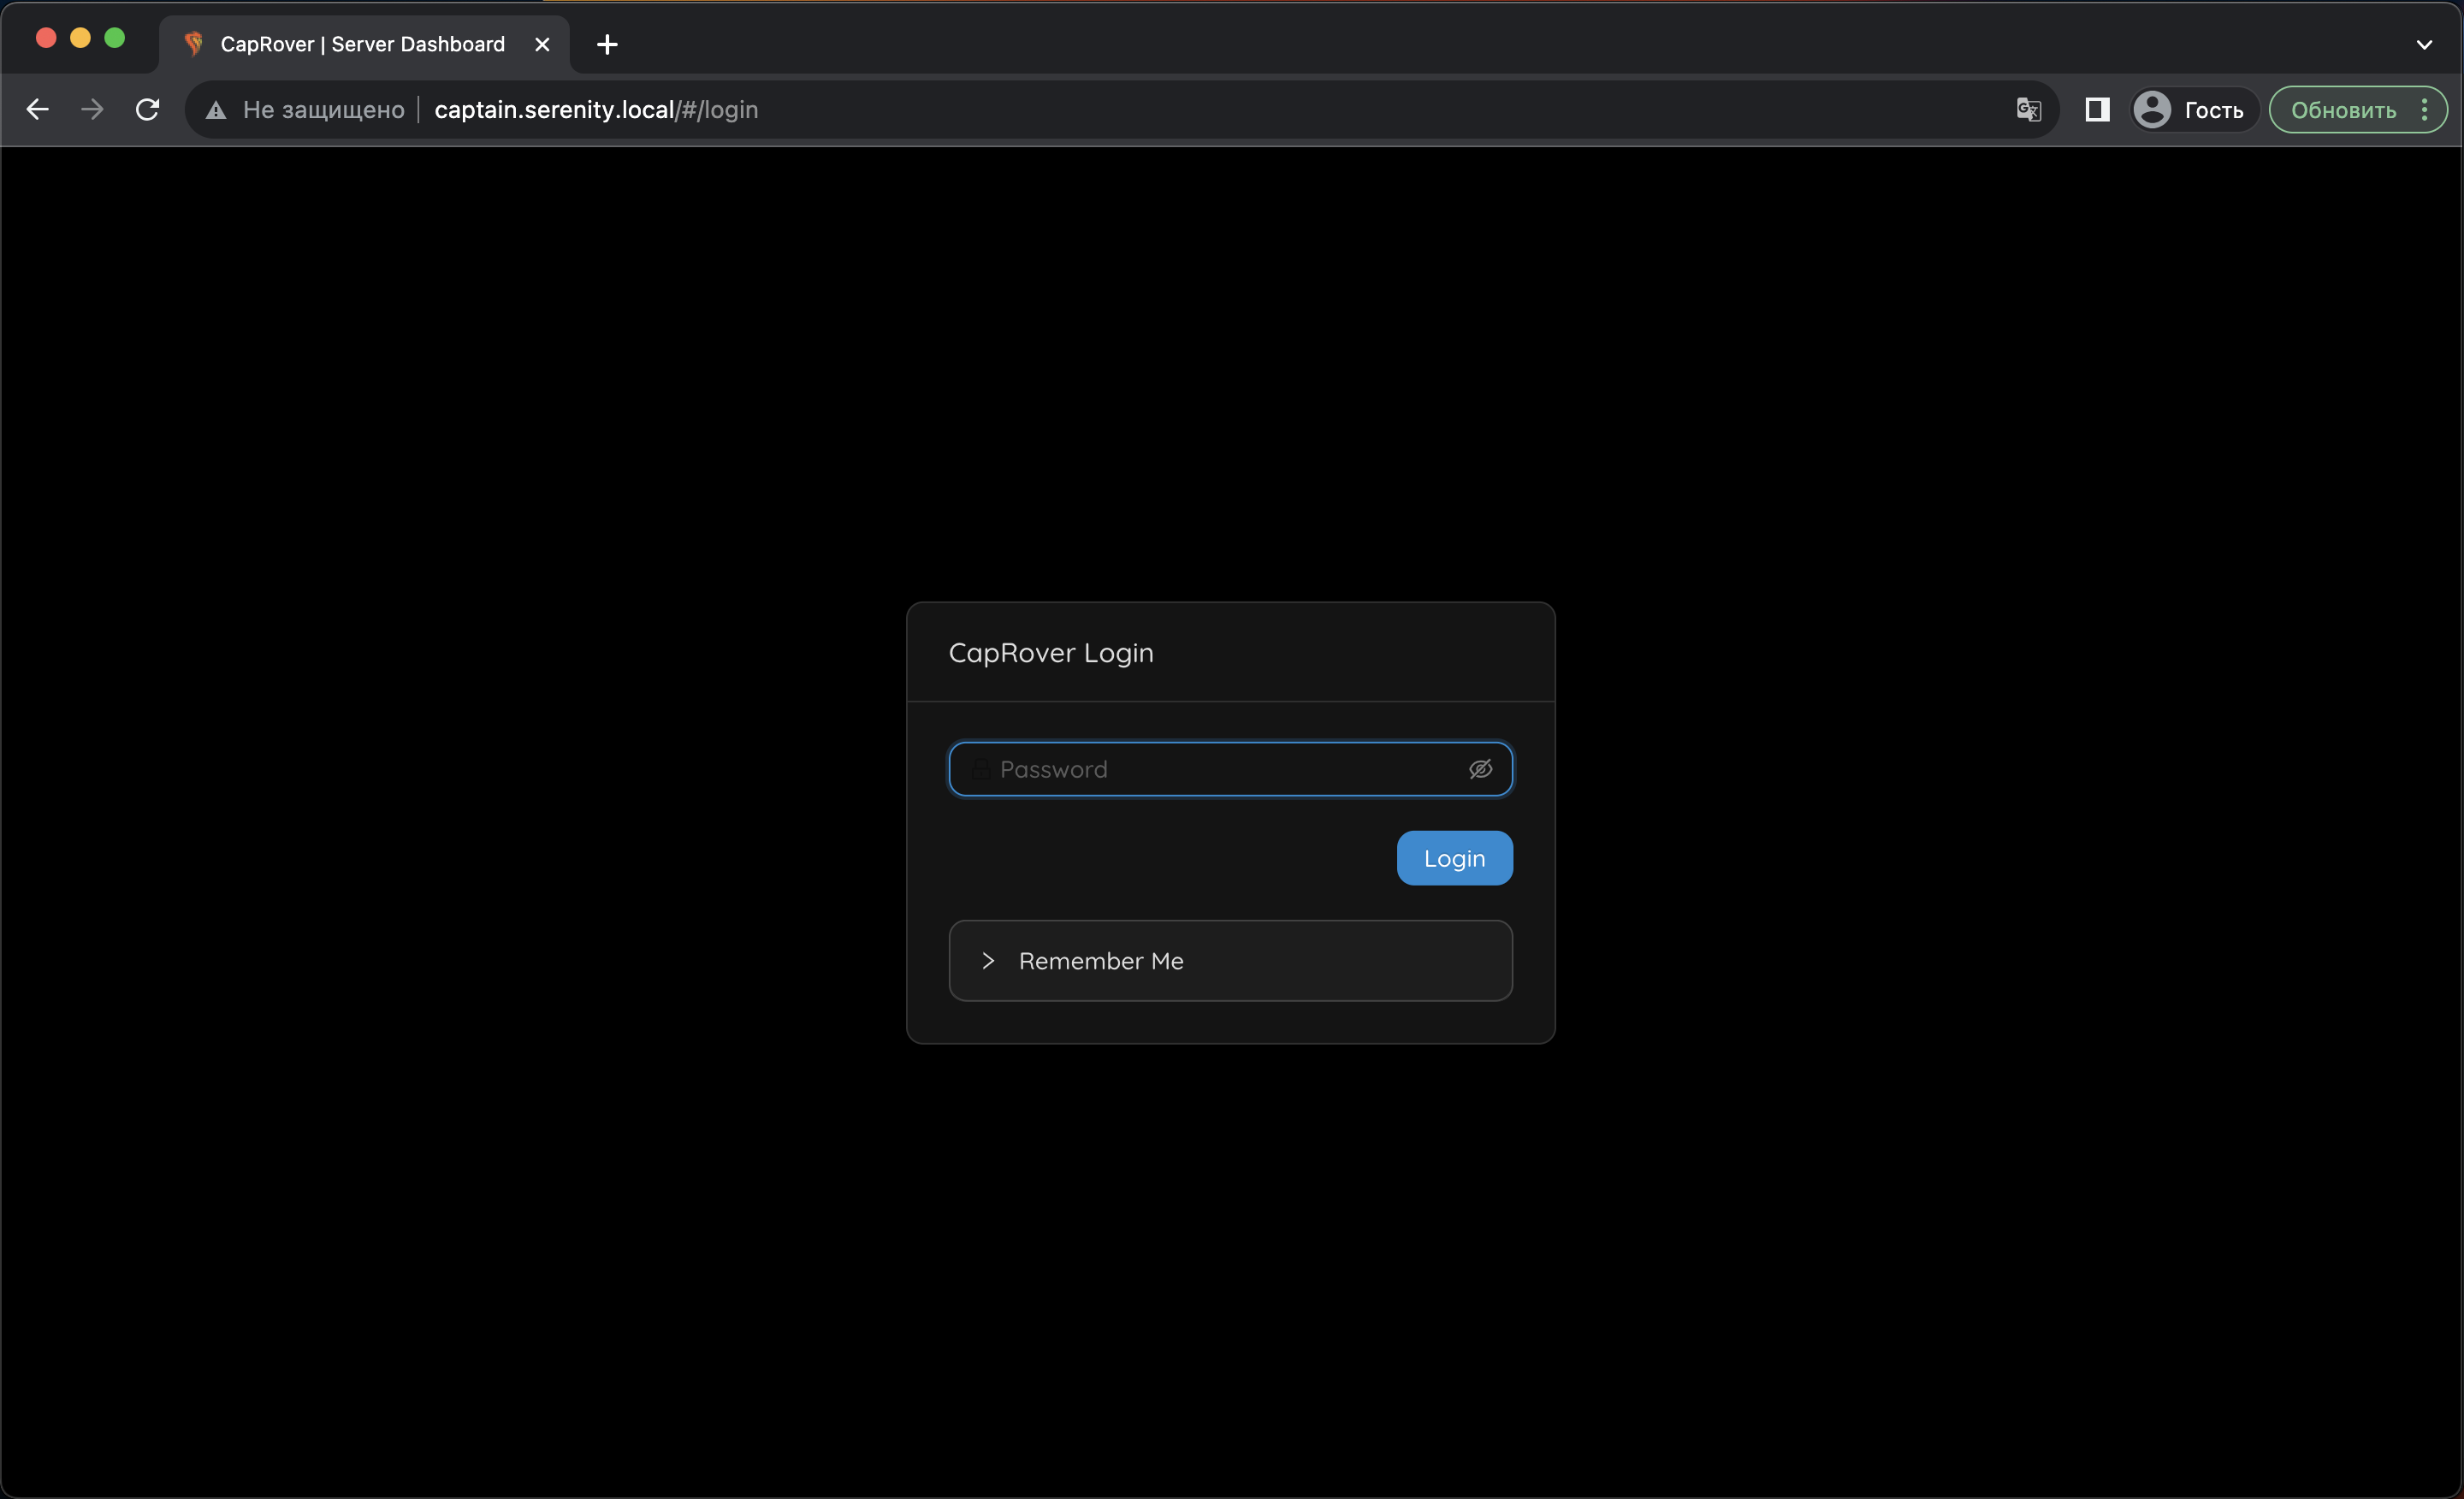 CapRover | Server Dashboard
Не защищено captain.serenity.local/#/login Гость Обновить
CapRover Login
Password
Login
Remember Me